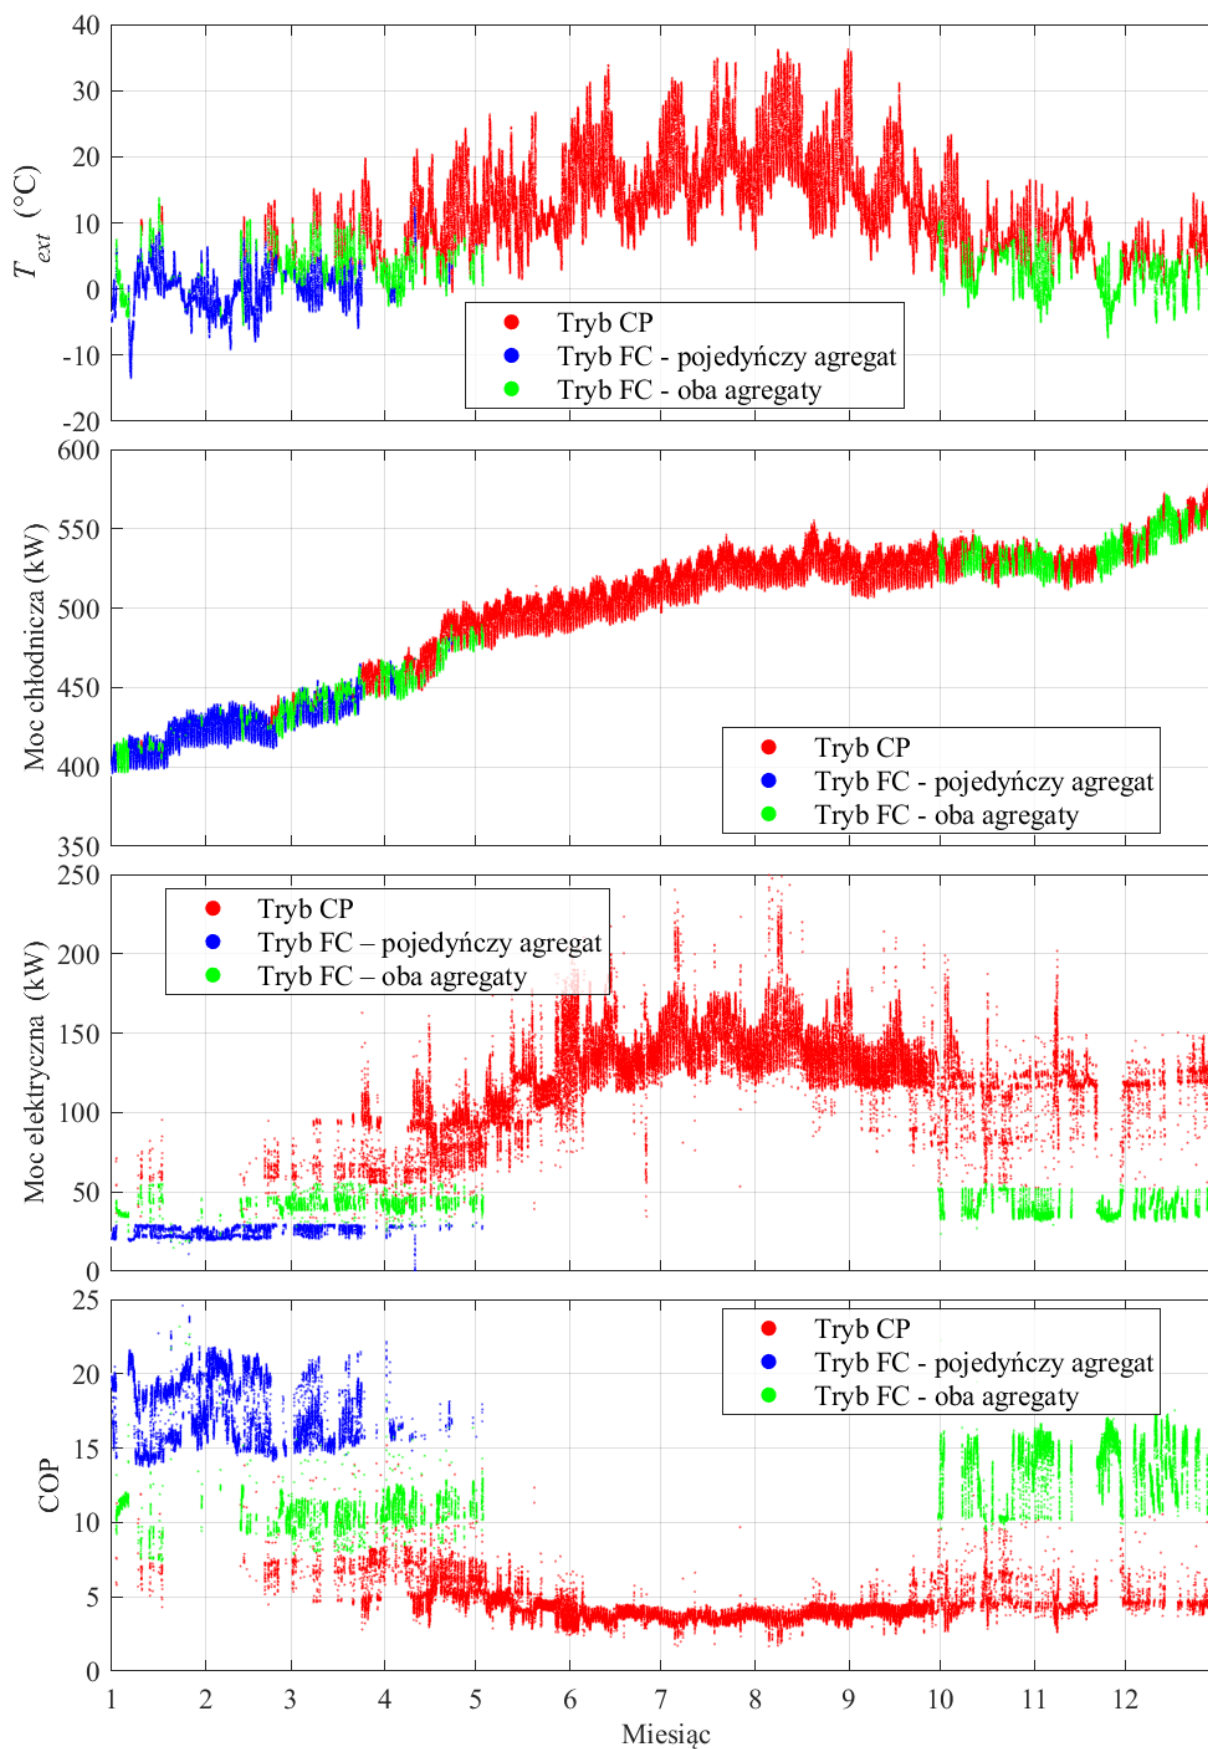 40
30
20
10
0
-10
-20
T_ext (°C)
Tryb CP
Tryb FC - pojedyńczy agregat
Tryb FC - oba agregaty
600
550
500
450
400
350
Moc chłodnicza (kW)
Tryb CP
Tryb FC - pojedyńczy agregat
Tryb FC - oba agregaty
250
200
150
100
50
0
Moc elektryczna (kW)
Tryb CP
Tryb FC – pojedyńczy agregat
Tryb FC – oba agregaty
25
20
15
10
5
0
COP
Tryb CP
Tryb FC - pojedyńczy agregat
Tryb FC - oba agregaty
1 2 3 4 5 6 7 8 9 10 11 12
Miesiąc